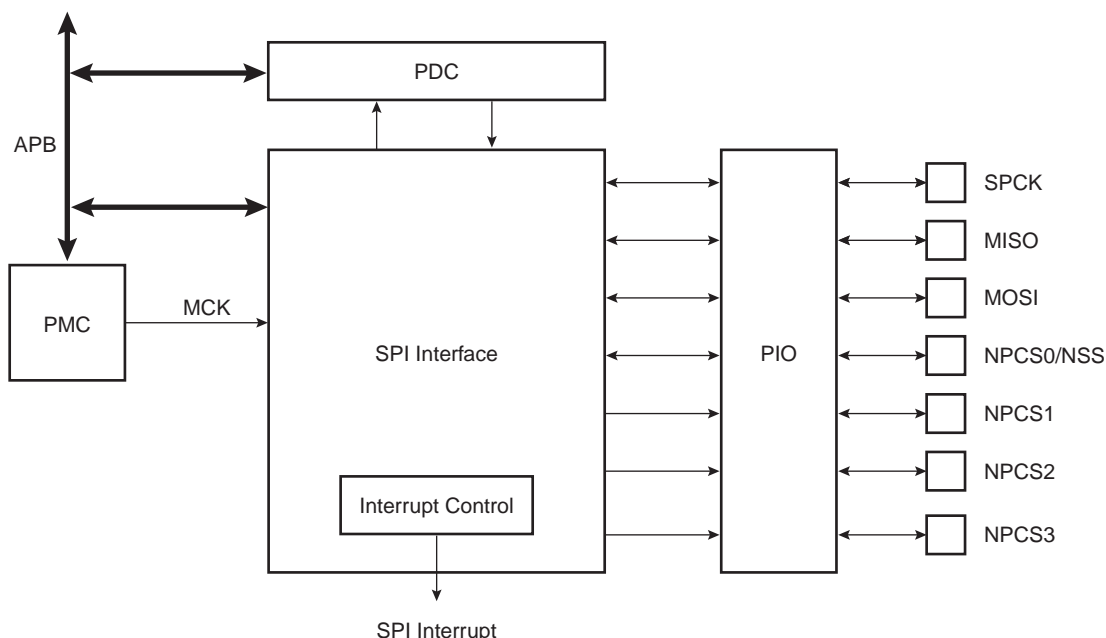 PDC
APB
SPCK
MISO
PMC
MCK
MOSI
SPI Interface
PIO
NPCS0/NSS
NPCS1
NPCS2
Interrupt Control
NPCS3
SPI Interrupt